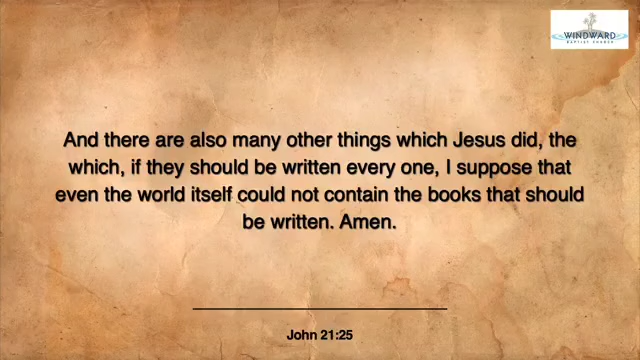 WINDWARD
BAPTIST CHURCH
And there are also many other things which Jesus did, the
which, if they should be written every one, I suppose that
even the world itself could not contain the books that should
be written. Amen.
John 21:25